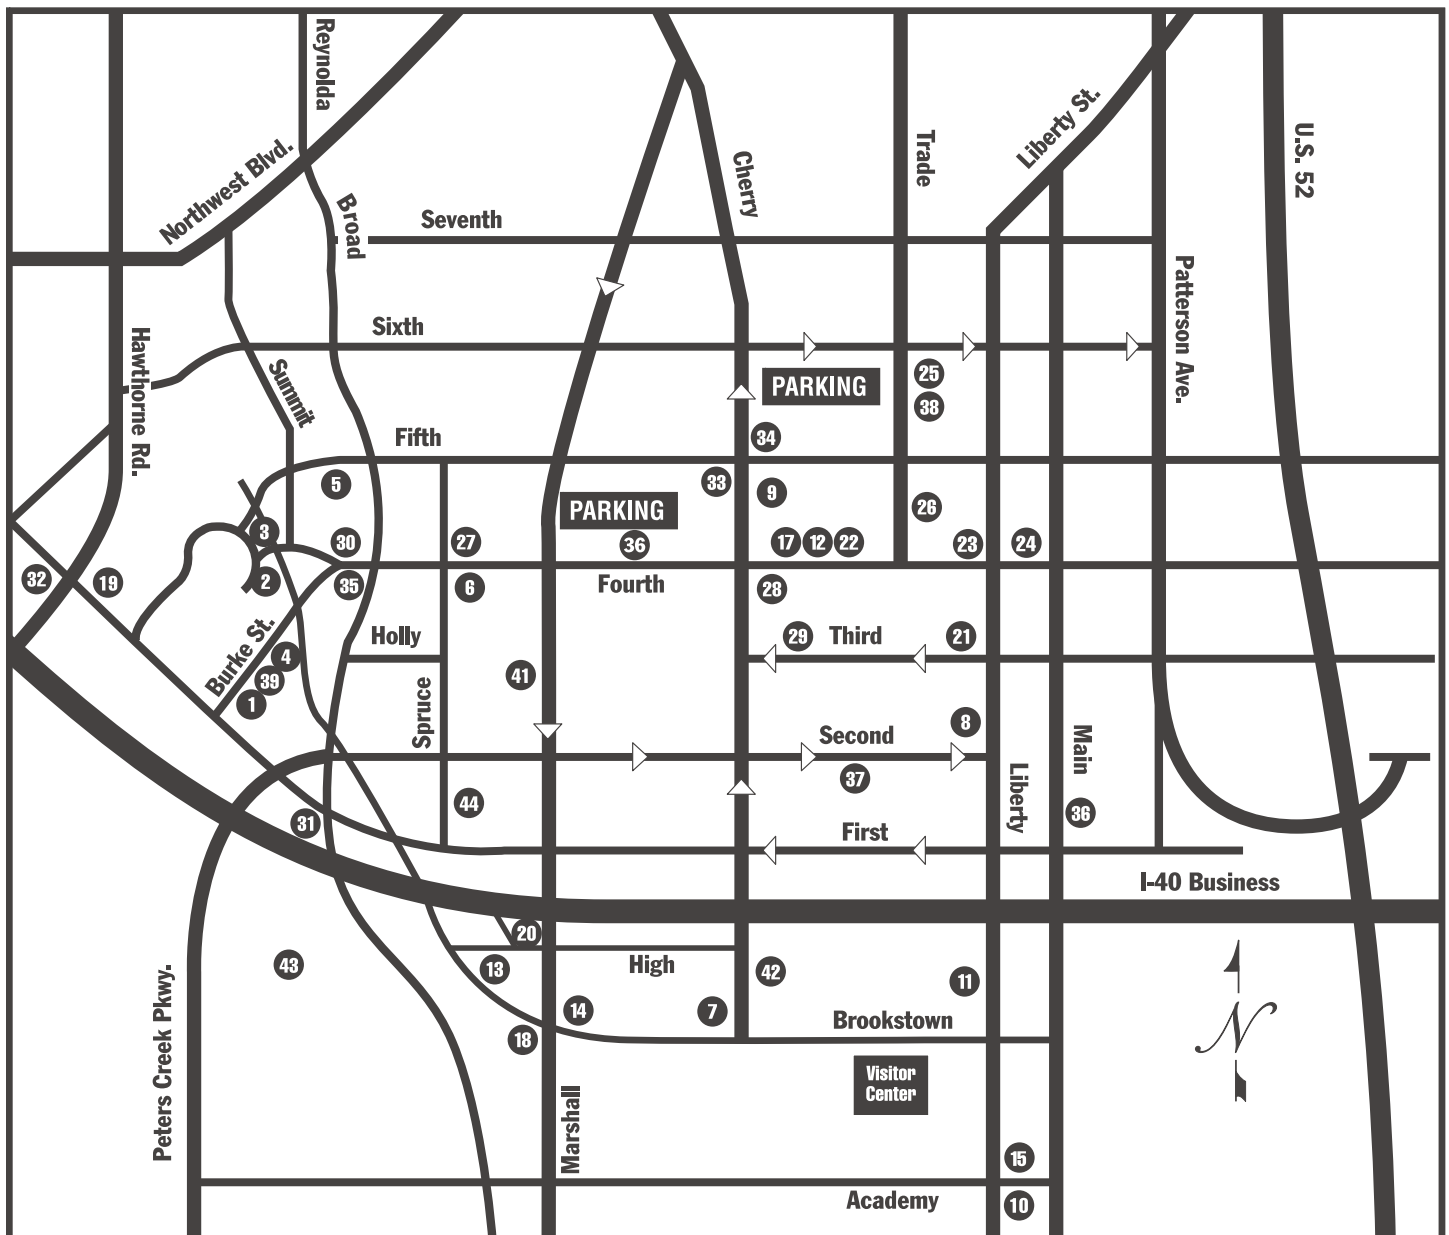 Reynolda
Northwest Blvd.
Broad
Cherry
Trade
Liberty St.
U.S. 52
Seventh
Patterson Ave.
Hawthorne Rd.
Sixth
Summit
PARKING
25
38
34
Fifth
5
33
9
PARKING
26
3
30
27
36
17
12
22
23
24
32
19
2
35
6
Fourth
28
Burke St.
Holly
29
Third
21
4
39
1
41
Spruce
8
Second
Main
37
Liberty
44
36
31
First
I-40 Business
20
43
13
High
42
11
14
7
18
Brookstown
N
Peters Creek Pkwy.
Visitor
Center
Marshall
15
Academy
10